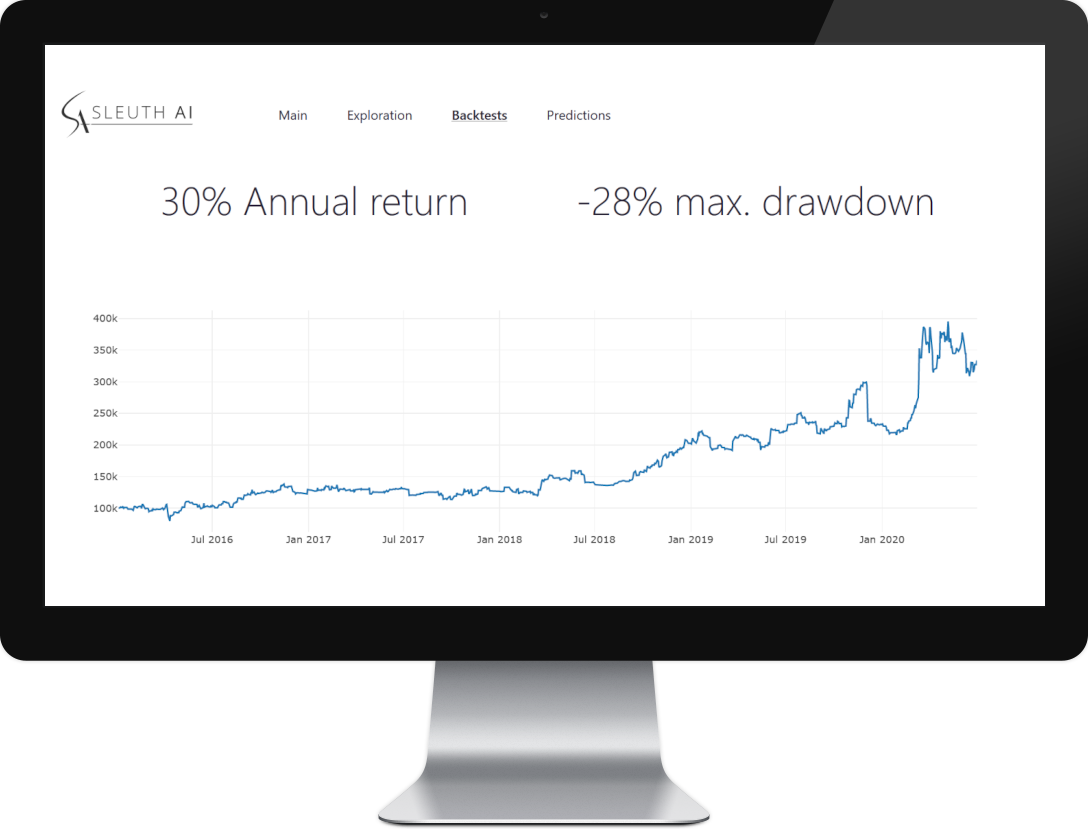 SLEUTH AI
Main Exploration Backtests Predictions
30% Annual return -28% max. drawdown
400k
350k
300k
250k
200k
150k
100k
Jul 2016 Jan 2017 Jul 2017 Jan 2018 Jul 2018 Jan 2019 Jul 2019 Jan 2020